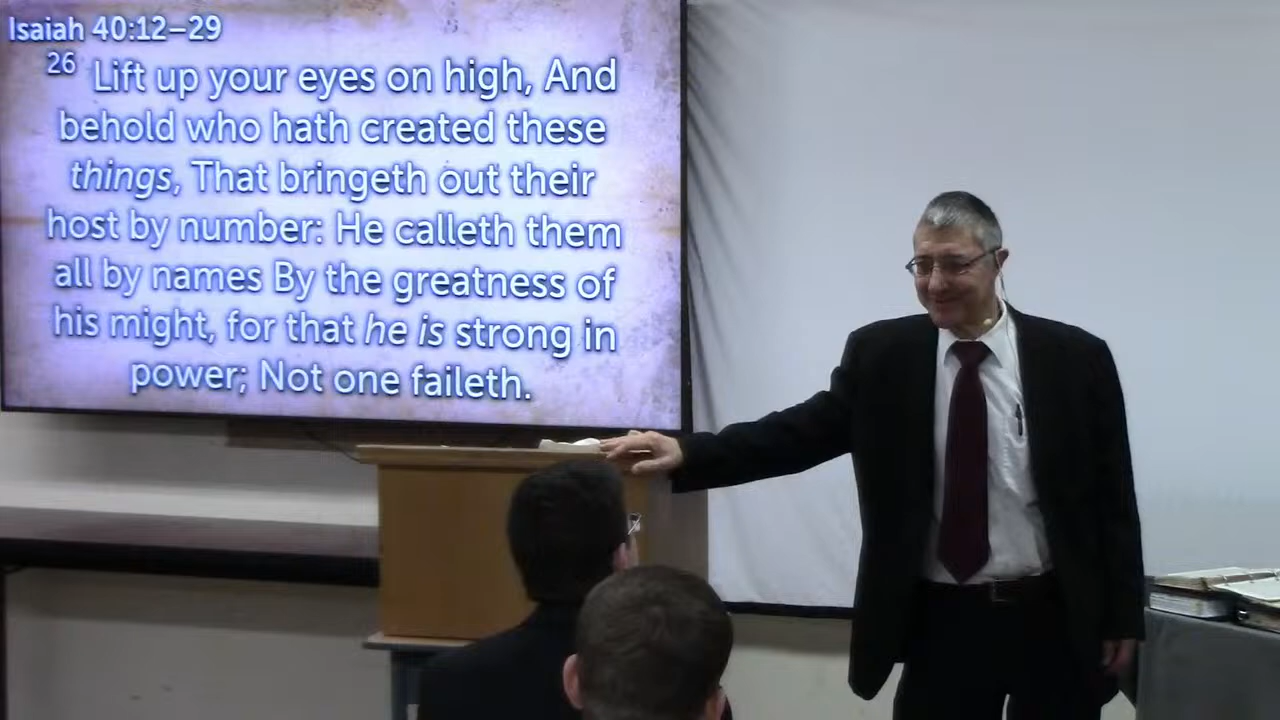 Isaiah 40:12–29
26 Lift up your eyes on high, And
behold who hath created these
things, That bringeth out their
host by number: He calleth them
all by names By the greatness of
his might, for that he is strong in
power; Not one faileth.